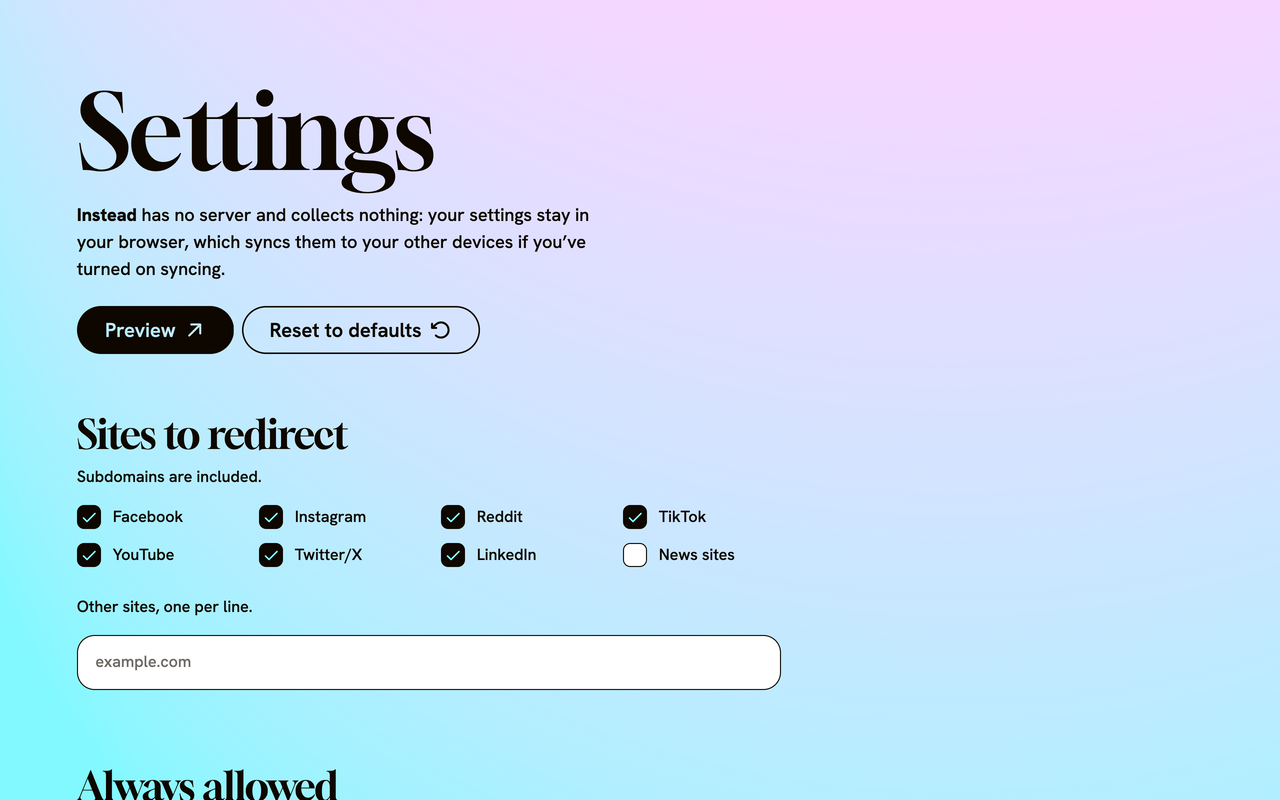 Settings
Instead has no server and collects nothing: your settings stay in
your browser, which syncs them to your other devices if you’ve
turned on syncing.
Preview
Reset to defaults
Sites to redirect
Subdomains are included.
Facebook Instagram Reddit TikTok
YouTube Twitter/X LinkedIn News sites
Other sites, one per line.
example.com
Always allowed